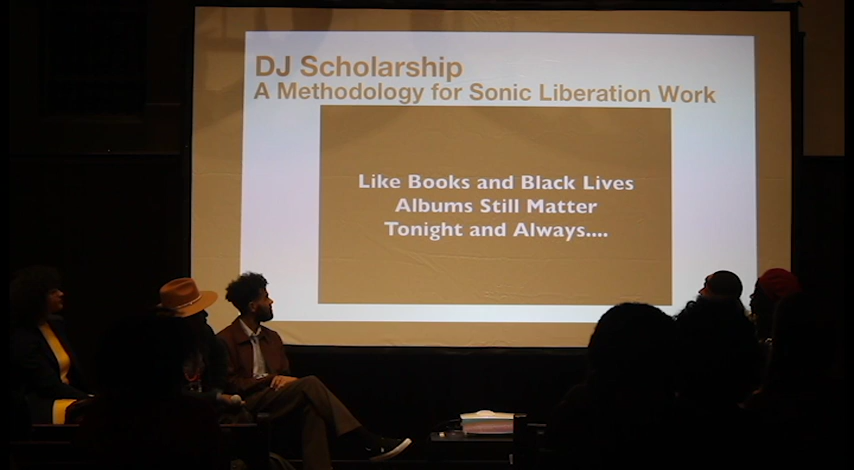 DJ Scholarship
A Methodology for Sonic Liberation Work
Like Books and Black Lives
Albums Still Matter
Tonight and Always....